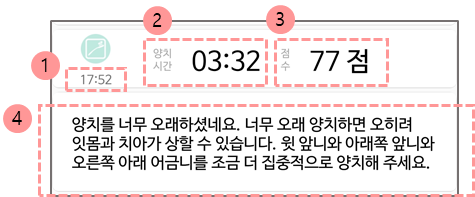 1
17:52
2
양치
시간
03:32
3
점
수
77 점
4
양치를 너무 오래하셨네요. 너무 오래 양치하면 오히려
잇몸과 치아가 상할 수 있습니다. 윗 앞니와 아래쪽 앞니와
오른쪽 아래 어금니를 조금 더 집중적으로 양치해 주세요.